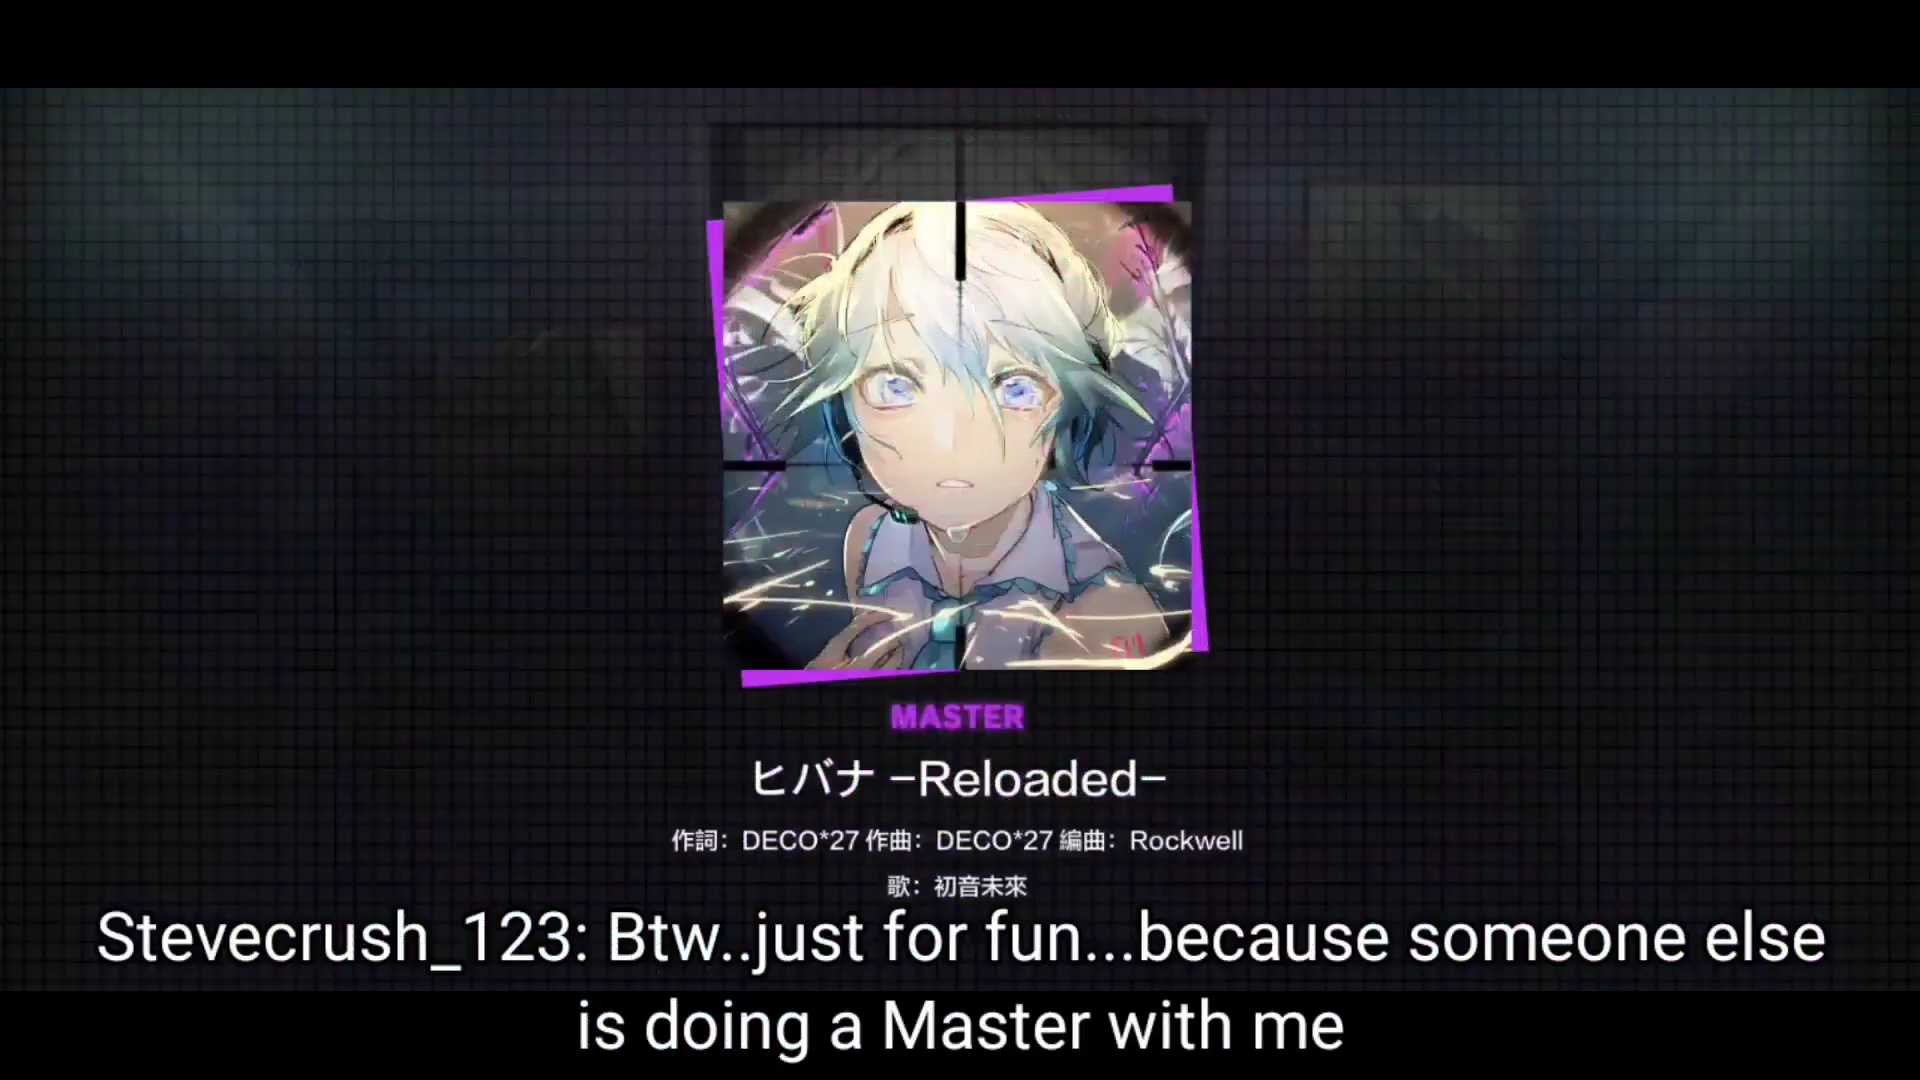 MASTER
ヒバナ -Reloaded-
作詞: DECO*27 作曲: DECO*27 編曲: Rockwell
歌: 初音未來
Stevecrush_123: Btw..just for fun...because someone else
is doing a Master with me